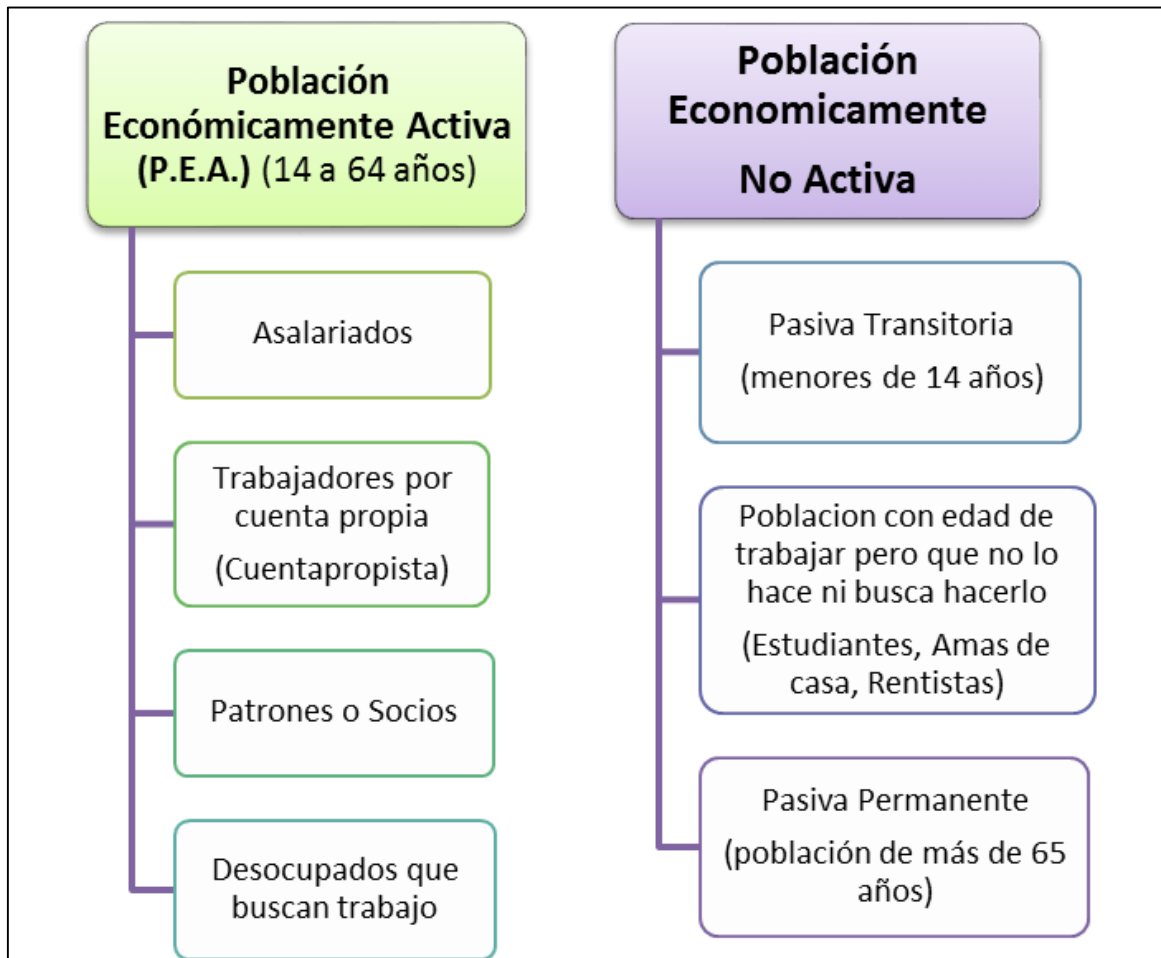 Población
Económicamente Activa
(P.E.A.) (14 a 64 años)
Asalariados
Trabajadores por
cuenta propia
(Cuentapropista)
Patrones o Socios
Desocupados que
buscan trabajo
Población
Economicamente
No Activa
Pasiva Transitoria
(menores de 14 años)
Poblacion con edad de
trabajar pero que no lo
hace ni busca hacerlo
(Estudiantes, Amas de
casa, Rentistas)
Pasiva Permanente
(población de más de 65
años)